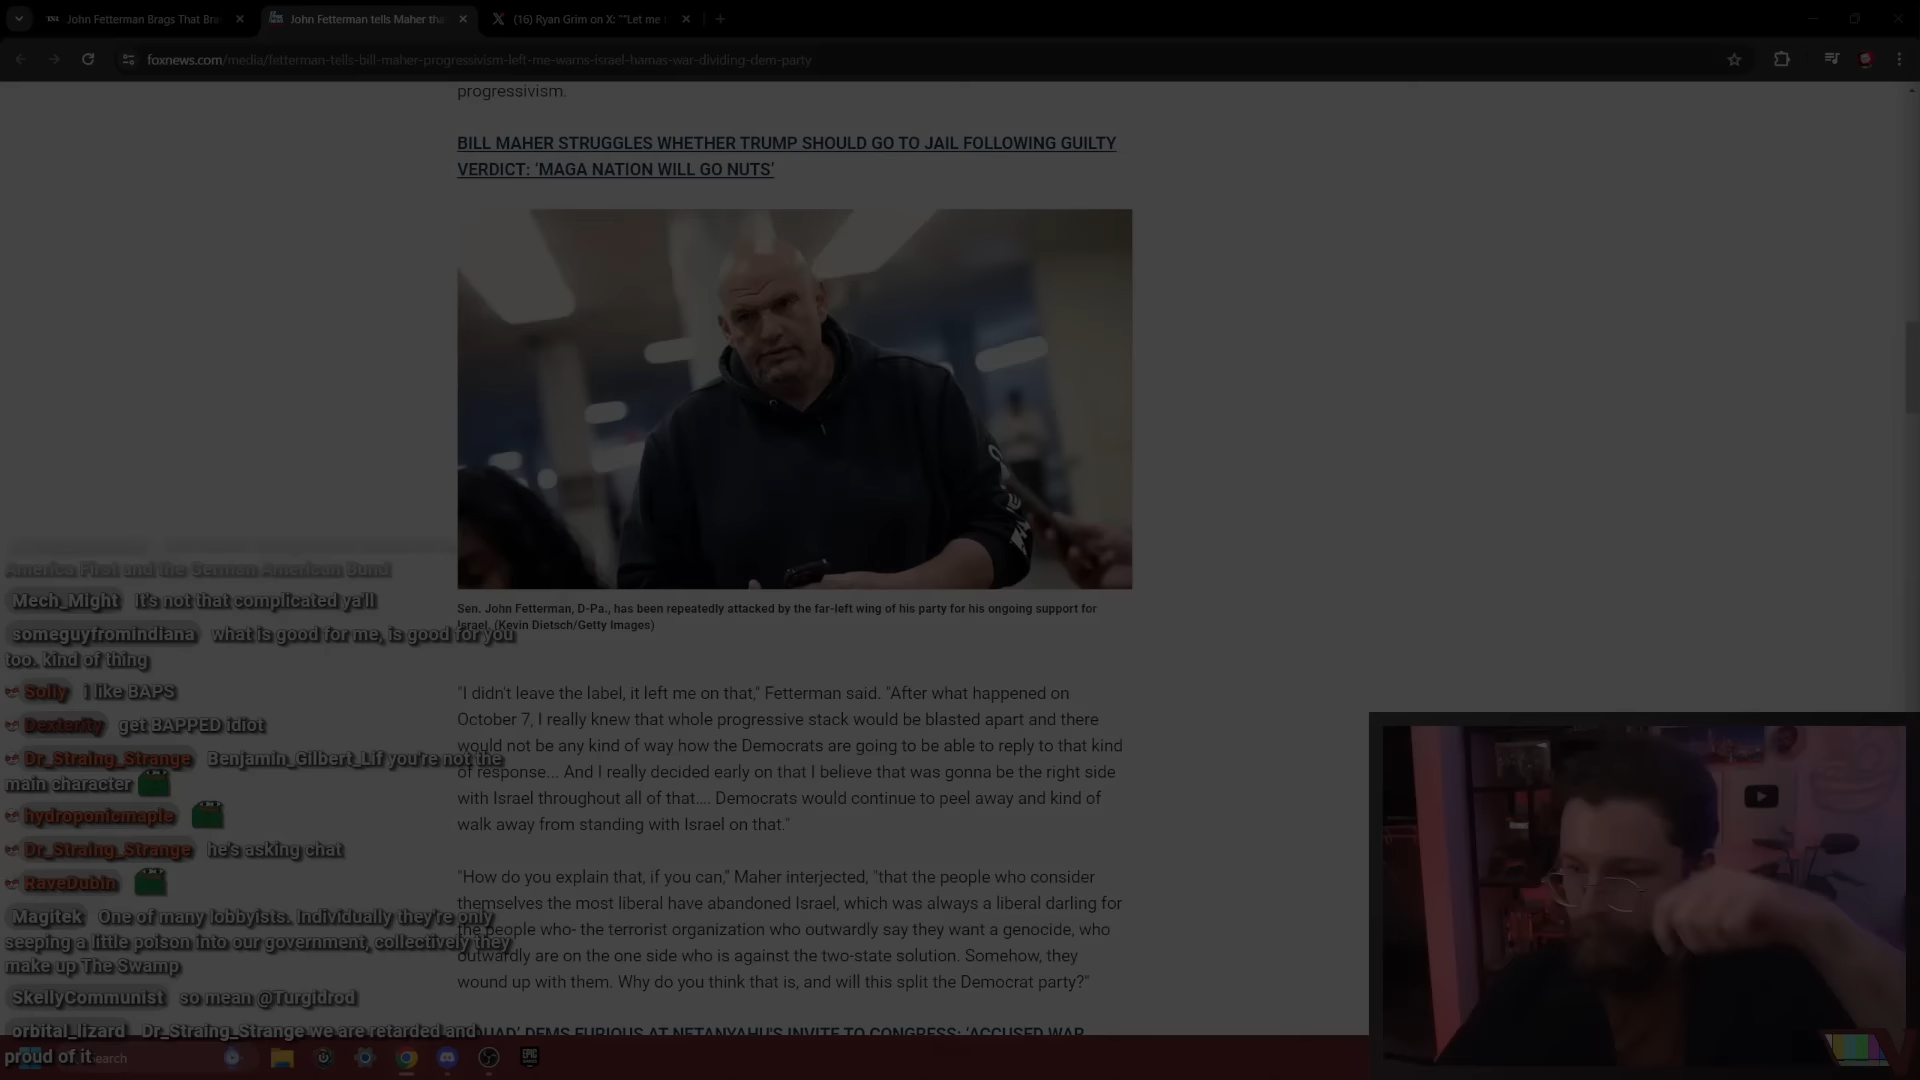 John Fetterman Brags That Bra
John Fetterman tells Maher tha
(16) Ryan Grim on X: ""Let me
foxnews.com/media/fetterman-tells-bill-maher-progressivism-left-me-warns-israel-hamas-war-dividing-dem-party
progressivism.
BILL MAHER STRUGGLES WHETHER TRUMP SHOULD GO TO JAIL FOLLOWING GUILTY
VERDICT: ‘MAGA NATION WILL GO NUTS’
Sen. John Fetterman, D-Pa., has been repeatedly attacked by the far-left wing of his party for his ongoing support for
Israel. (Kevin Dietsch/Getty Images)
"I didn't leave the label, it left me on that," Fetterman said. "After what happened on
October 7, I really knew that whole progressive stack would be blasted apart and there
would not be any kind of way how the Democrats are going to be able to reply to that kind
of response... And I really decided early on that I believe that was gonna be the right side
with Israel throughout all of that.... Democrats would continue to peel away and kind of
walk away from standing with Israel on that."
"How do you explain that, if you can," Maher interjected, "that the people who consider
themselves the most liberal have abandoned Israel, which was always a liberal darling for
the people who- the terrorist organization who outwardly say they want a genocide, who
outwardly are on the one side who is against the two-state solution. Somehow, they
wound up with them. Why do you think that is, and will this split the Democrat party?"
‘SQUAD’ DEMS FURIOUS AT NETANYAHU'S INVITE TO CONGRESS: ‘ACCUSED WAR
America First and the German American Bund
Mech_Might It's not that complicated ya'll
someguyfromindiana what is good for me, is good for you
too. kind of thing
Solly I like BAPS
Dexterity get BAPPED idiot
Dr_Straing_Strange Benjamin_Gilbert_Lif you're not the
main character
hydroponicmaple
Dr_Straing_Strange he's asking chat
RaveDubin
Magitek One of many lobbyists. Individually they're only
seeping a little poison into our government, collectively they
make up The Swamp
SkellyCommunist so mean @Turgidrod
orbital_lizard Dr_Straing_Strange we are retarded and
proud of it
earch
EPIC